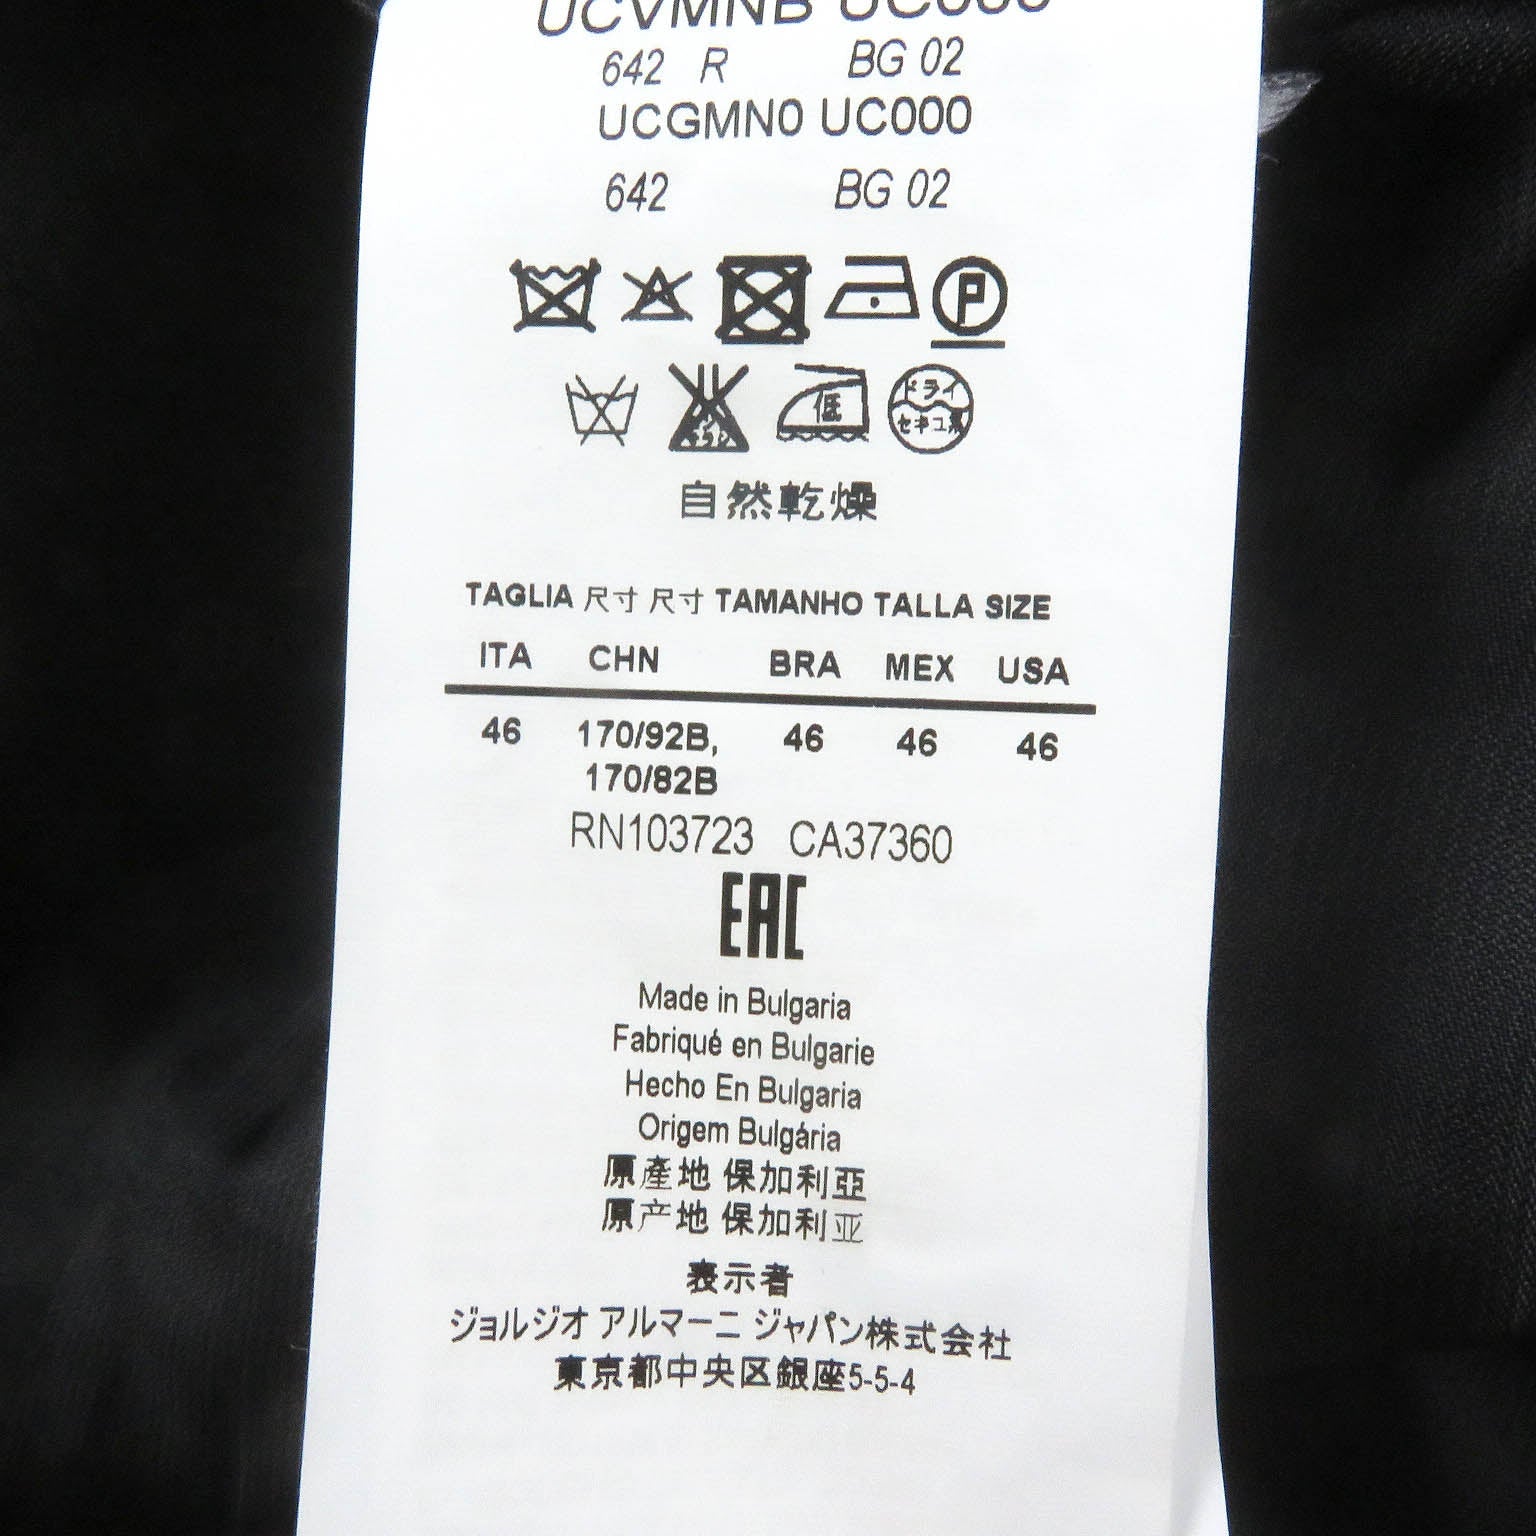 UCVMNB UC000
642 R BG 02
UCGMN0 UC000
642 BG 02
P
低 ドライ セキユ系
自然乾燥
TAGLIA 尺寸 尺寸 TAMANHO TALLA SIZE
ITA CHN BRA MEX USA
46 170/92B, 46 46 46
170/82B
RN103723 CA37360
EAC
Made in Bulgaria
Fabriqué en Bulgarie
Hecho En Bulgaria
Origem Bulgária
原產地 保加利亞
原产地 保加利亚
表示者
ジョルジオ アルマーニ ジャパン株式会社
東京都中央区銀座5-5-4